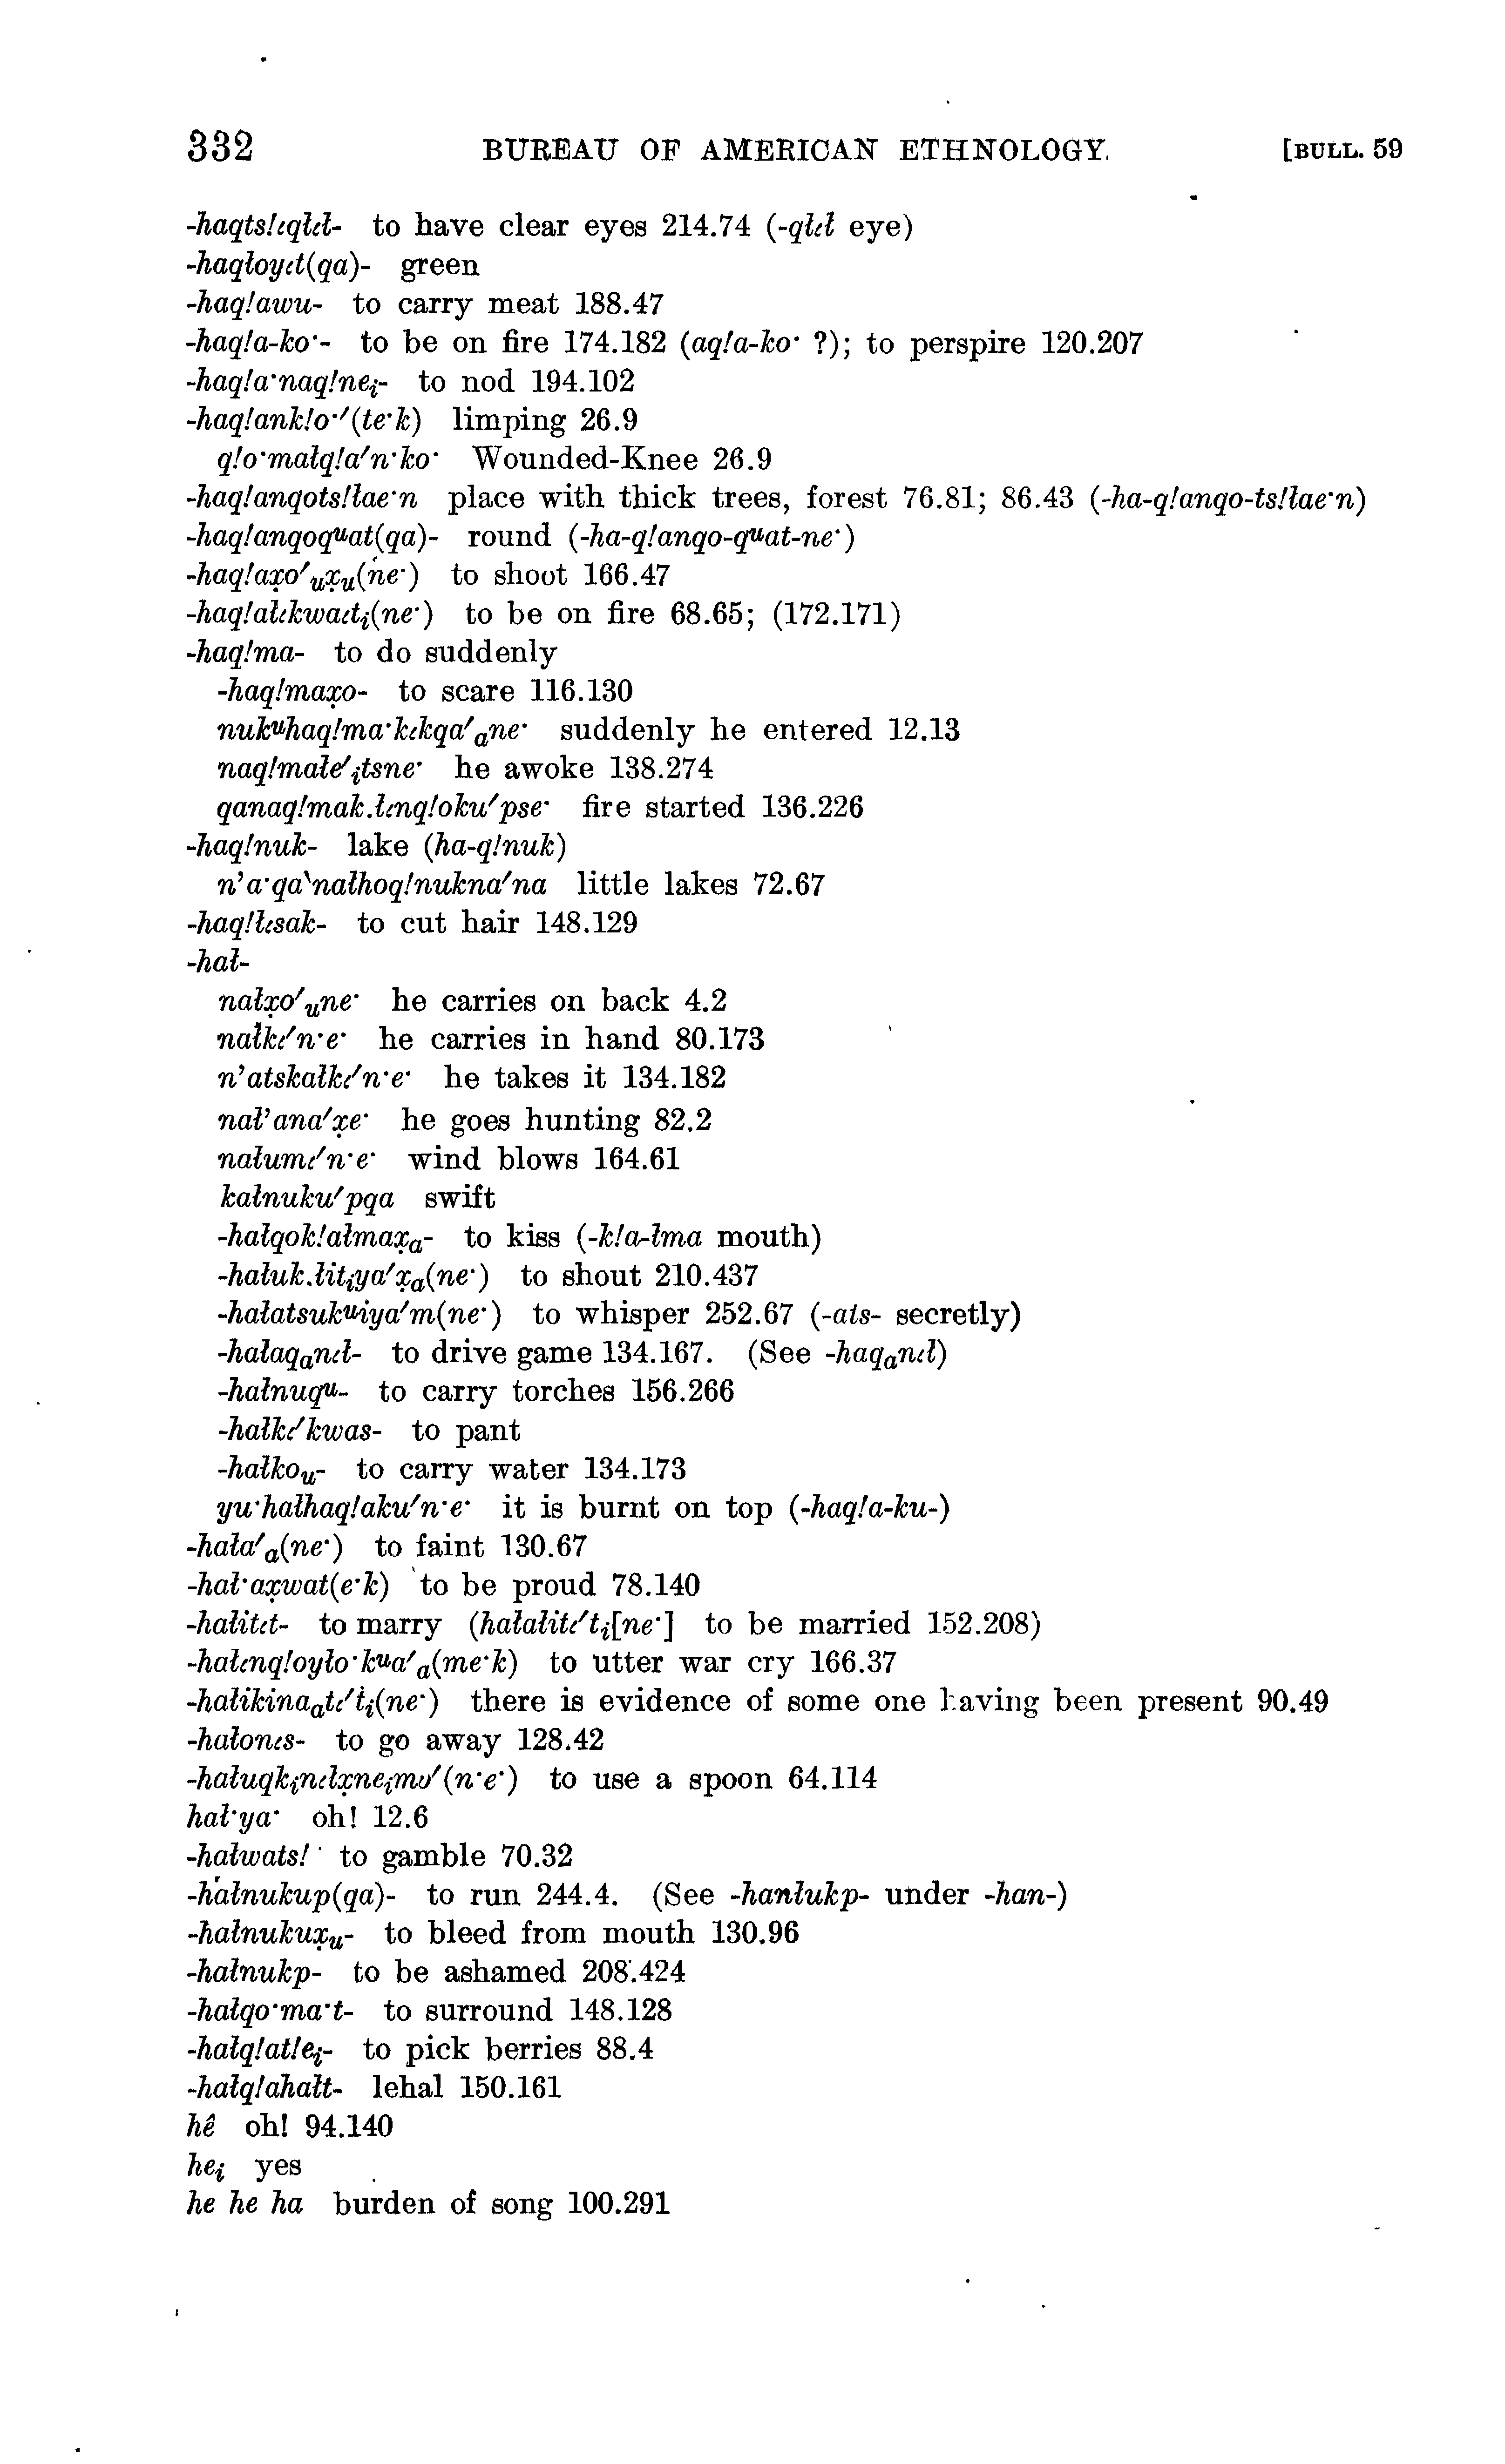 332 BUREAU OF AMERICAN ETHNOLOGY. [BULL. 59
-haqts!ɩqłɩł- to have clear eyes 214.74 (-qłɩł eye)
-haqłoyɩt(qa)- green
-haq!awu- to carry meat 188.47
-haq!a-ko·- to be on fire 174.182 (aq!a-ko· ?); to perspire 120.207
-haq!a·naq!neᵢ- to nod 194.102
-haq!ank!o·′(te·k) limping 26.9
q!o·małq!a′n·ko· Wounded-Knee 26.9
-haq!anqots!łae·n place with thick trees, forest 76.81; 86.43 (-ha-q!anqo-ts!łae·n)
-haq!anqoqᵘat(qa)- round (-ha-q!anqo-qᵘat-ne·)
-haq!ax̣o′ᵤx̣ᵤ(ne·) to shoot 166.47
-haq!ałɩkwaɩtᵢ(ne·) to be on fire 68.65; (172.171)
-haq!ma- to do suddenly
-haq!max̣o- to scare 116.130
nukᵘhaq!ma·kɩkqa′ₐne· suddenly he entered 12.13
naq!małe′ᵢtsne· he awoke 138.274
qanaq!mak.łɩnq!oku′pse· fire started 136.226
-haq!nuk- lake (ha-q!nuk)
n’a·qa‵nałhoq!nukna′na little lakes 72.67
-haq!łɩsak- to cut hair 148.129
-hał-
nałx̣o′ᵤne· he carries on back 4.2
nałkɩ′n·e· he carries in hand 80.173
n’atskałkɩ′n·e· he takes it 134.182
nał’ana′x̣e· he goes hunting 82.2
nałumɩ′n·e· wind blows 164.61
kałnuku′pqa swift
-hałqok!ałmax̣ₐ- to kiss (-k!a-łma mouth)
-hałuk.łitᵢya′x̣ₐ(ne·) to shout 210.437
-hałatsukᵘiya′m(ne·) to whisper 252.67 (-ats- secretly)
-hałaqₐnɩł- to drive game 134.167. (See -haqₐnɩł)
-hałnuqᵘ- to carry torches 156.266
-hałkɩ′kwas- to pant
-hałkoᵤ- to carry water 134.173
yu·hałhaq!aku′n·e· it is burnt on top (-haq!a-ku-)
-hała′ₐ(ne·) to faint 130.67
-hał·ax̣wat(e·k) to be proud 78.140
-hałitɩt- to marry (hałałitɩ′tᵢ[ne·] to be married 152.208)
-hałɩnq!oyło·kᵘa′ₐ(me·k) to utter war cry 166.37
-hałikinaₐtɩ′tᵢ(ne·) there is evidence of some one having been present 90.49
-hałonɩs- to go away 128.42
-hałuqkᵢnɩłx̣neᵢmo′(n·e·) to use a spoon 64.114
hał·ya· oh! 12.6
-hałwats! to gamble 70.32
-hałnukup(qa)- to run 244.4. (See -hanłukp- under -han-)
-hałnukux̣ᵤ- to bleed from mouth 130.96
-hałnukp- to be ashamed 208.424
-hałqo·ma·t- to surround 148.128
-hałq!at!eᵢ- to pick berries 88.4
-hałq!ahałt- lehal 150.161
hê oh! 94.140
heᵢ yes
he he ha burden of song 100.291